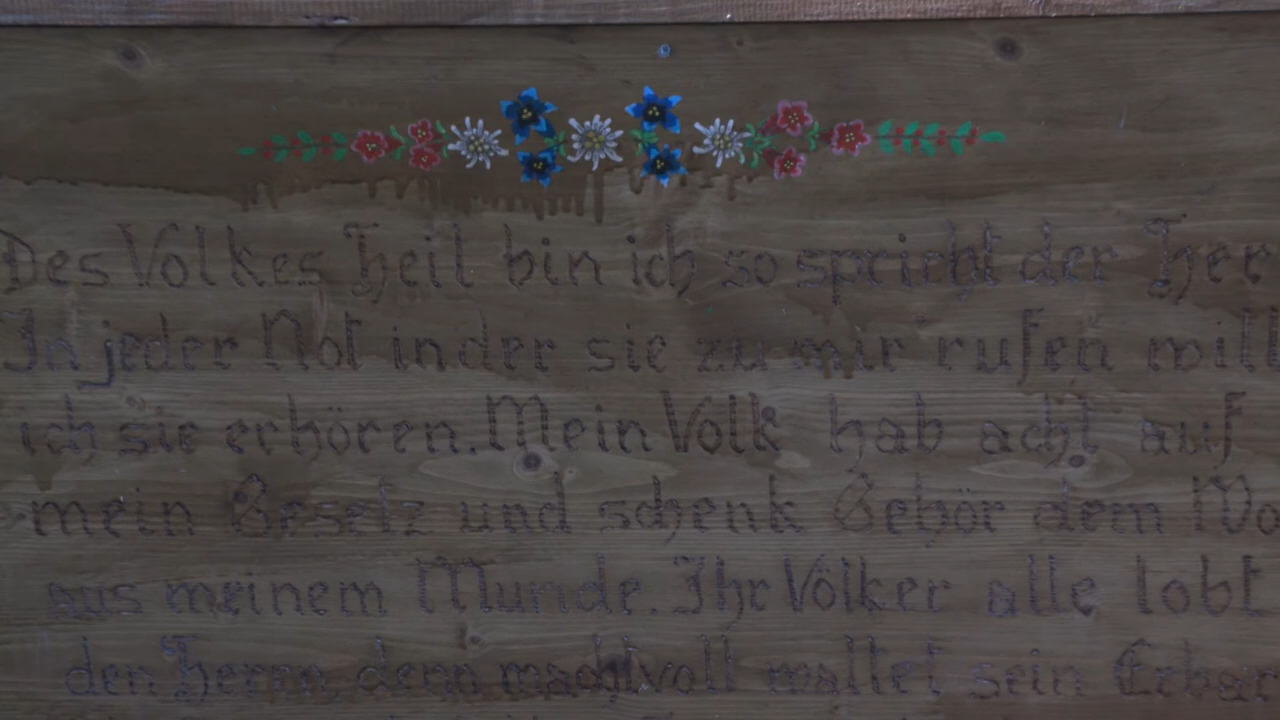 Des Volkes Heil bin ich so spricht der Her
In jeder Not in der sie zu mir rufen will
ich sie erhören. Mein Volk hab acht auf
mein Gesetz und schenk Gehör dem Wo
aus meinem Munde. Ihr Völker alle lobt
den Herrn, denn machtvoll waltet sein Erbar